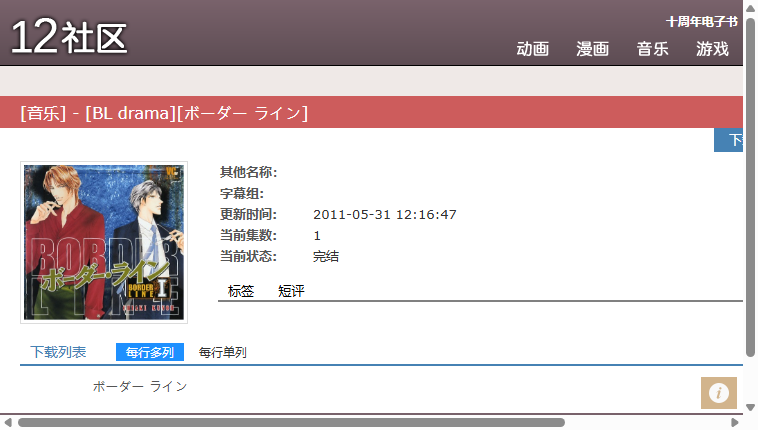 12社区
十周年电子书
动画 漫画 音乐 游戏
[音乐] - [BL drama][ボーダー ライン]
下
其他名称:
字幕组:
更新时间: 2011-05-31 12:16:47
当前集数: 1
当前状态: 完结
BORDER
LINE
ボーダー・ライン
BORDER
LINE I
标签 短评
下载列表 每行多列 每行单列
ボーダー ライン